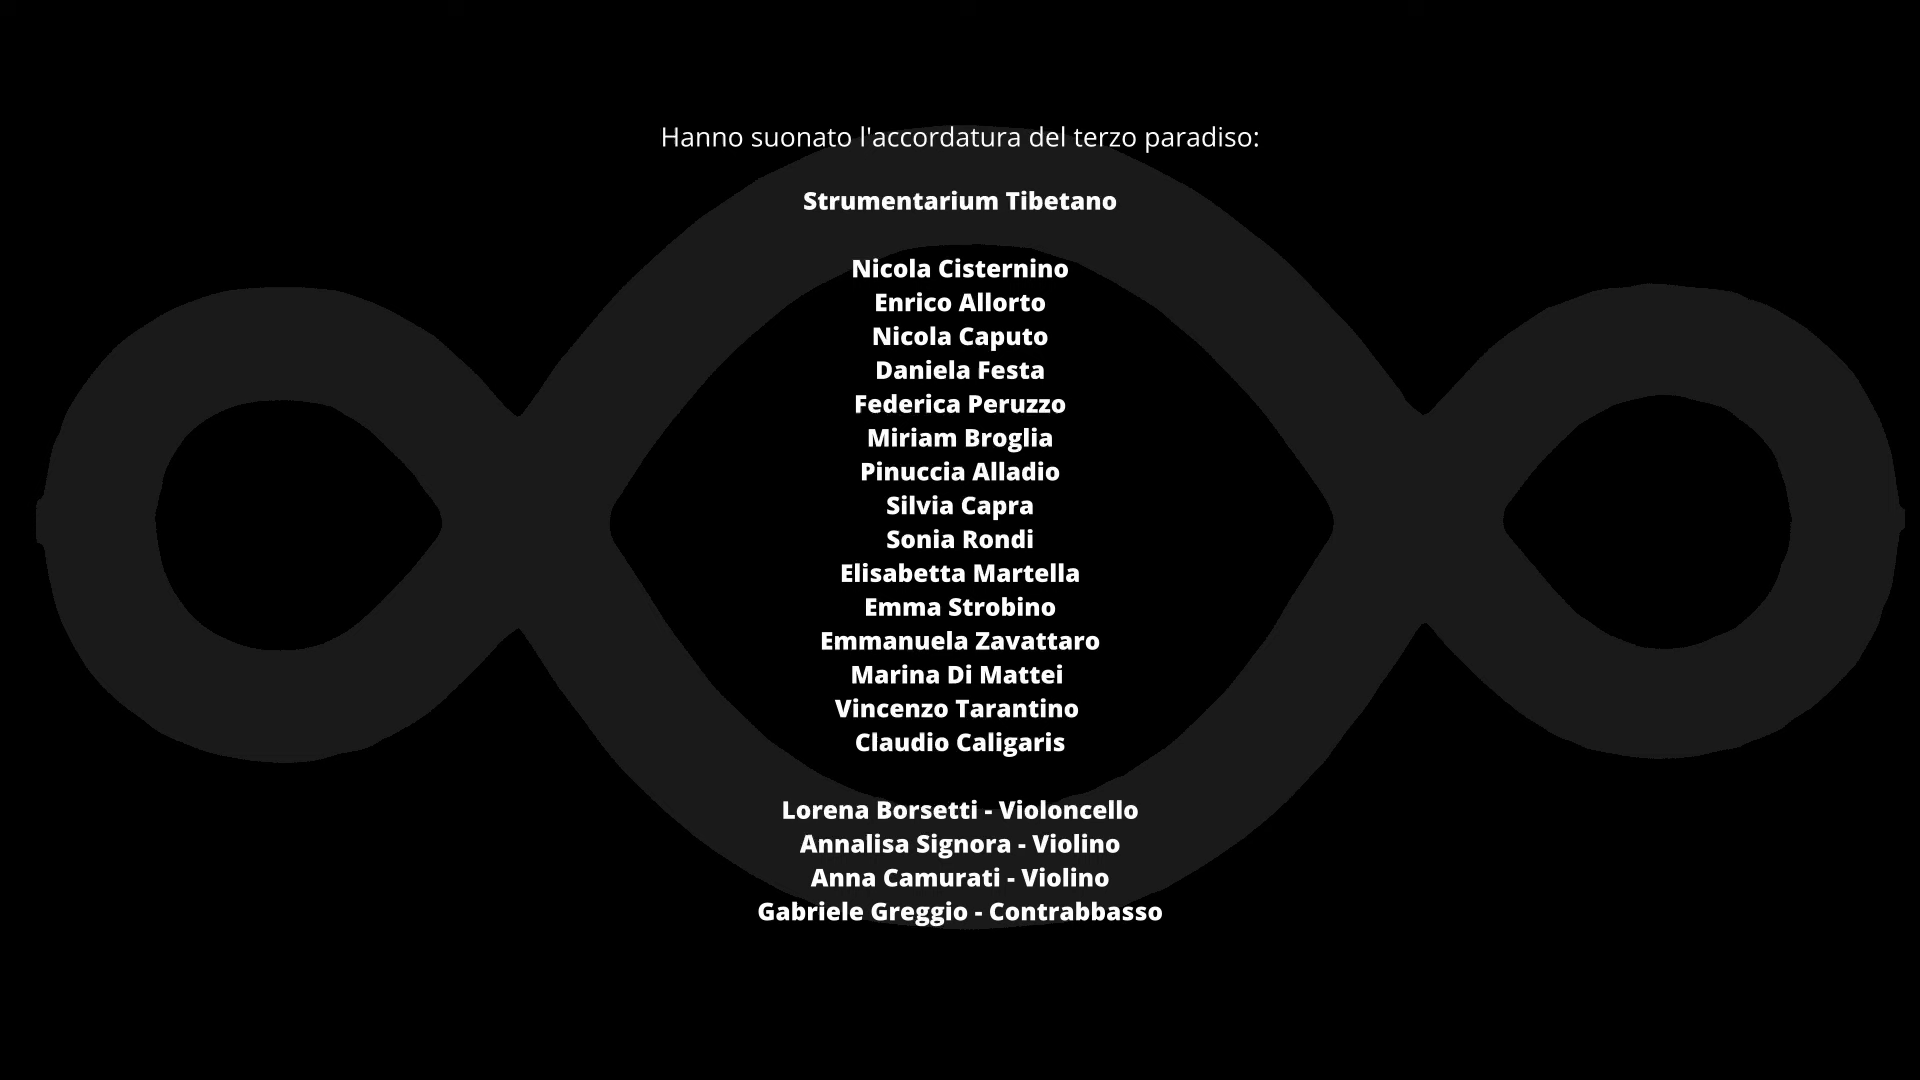 Hanno suonato l'accordatura del terzo paradiso:
Strumentarium Tibetano
Nicola Cisternino
Enrico Allorto
Nicola Caputo
Daniela Festa
Federica Peruzzo
Miriam Broglia
Pinuccia Alladio
Silvia Capra
Sonia Rondi
Elisabetta Martella
Emma Strobino
Emmanuela Zavattaro
Marina Di Mattei
Vincenzo Tarantino
Claudio Caligaris
Lorena Borsetti - Violoncello
Annalisa Signora - Violino
Anna Camurati - Violino
Gabriele Greggio - Contrabbasso